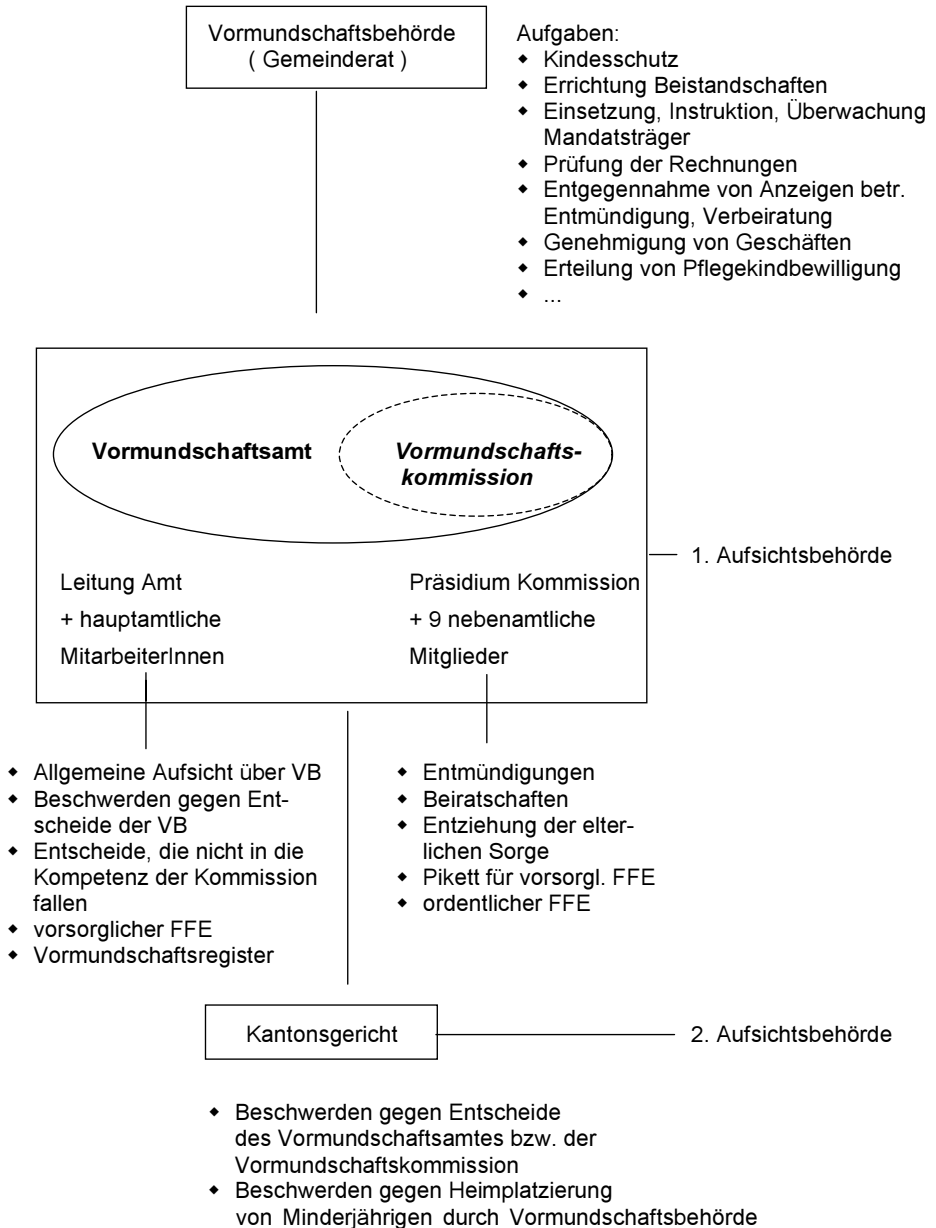 Vormundschaftsbehörde
( Gemeinderat )
Aufgaben:
◆ Kindesschutz
◆ Errichtung Beistandschaften
◆ Einsetzung, Instruktion, Überwachung
Mandatsträger
◆ Prüfung der Rechnungen
◆ Entgegennahme von Anzeigen betr.
Entmündigung, Verbeiratung
◆ Genehmigung von Geschäften
◆ Erteilung von Pflegekindbewilligung
◆ ...
Vormundschaftsamt
Vormundschafts-
kommission
1. Aufsichtsbehörde
Leitung Amt
+ hauptamtliche
MitarbeiterInnen
Präsidium Kommission
+ 9 nebenamtliche
Mitglieder
◆ Allgemeine Aufsicht über VB
◆ Beschwerden gegen Ent-
scheide der VB
◆ Entscheide, die nicht in die
Kompetenz der Kommission
fallen
◆ vorsorglicher FFE
◆ Vormundschaftsregister
◆ Entmündigungen
◆ Beiratschaften
◆ Entziehung der elter-
lichen Sorge
◆ Pikett für vorsorgl. FFE
◆ ordentlicher FFE
Kantonsgericht
2. Aufsichtsbehörde
◆ Beschwerden gegen Entscheide
des Vormundschaftsamtes bzw. der
Vormundschaftskommission
◆ Beschwerden gegen Heimplatzierung
von Minderjährigen durch Vormundschaftsbehörde